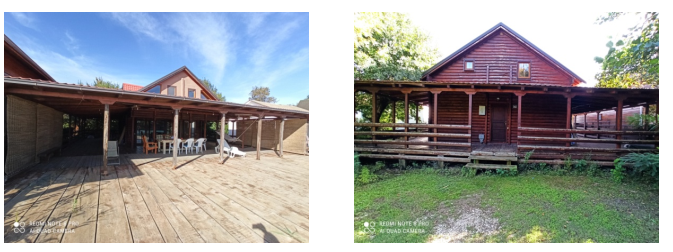 REDMI NOTE 8 PRO
AI QUAD CAMERA
REDMI NOTE 8 PRO
AI QUAD CAMERA